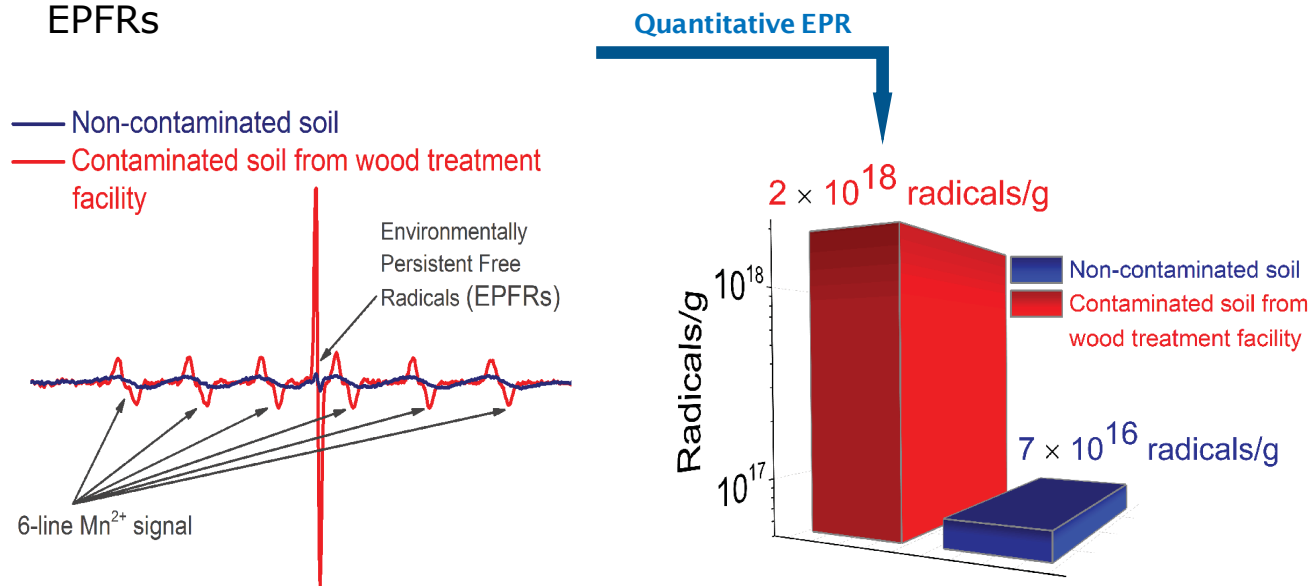 EPFRs
Quantitative EPR
Non-contaminated soil
Contaminated soil from wood treatment
facility
Environmentally
Persistent Free
Radicals (EPFRs)
6-line Mn²⁺ signal
2 × 10¹⁸ radicals/g
Radicals/g
10¹⁸
10¹⁷
Non-contaminated soil
Contaminated soil from
wood treatment facility
7 × 10¹⁶ radicals/g